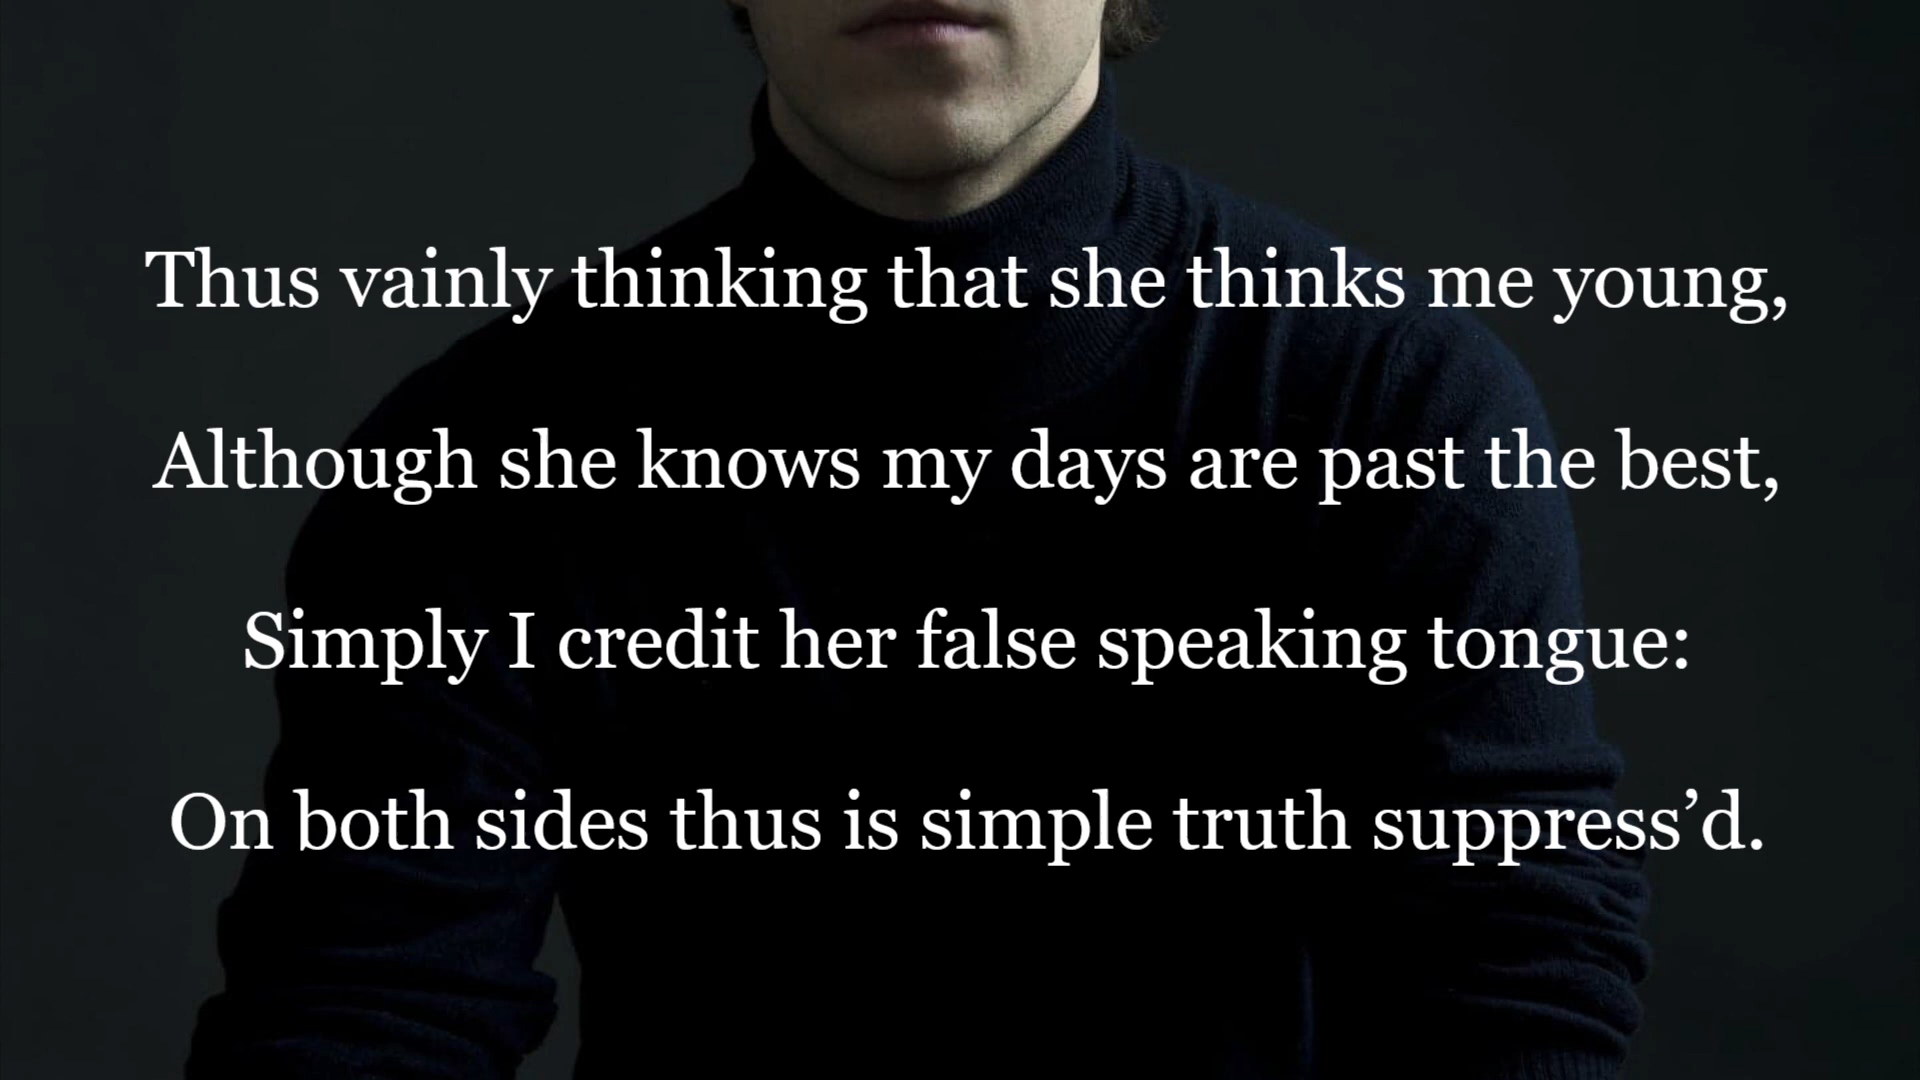 Thus vainly thinking that she thinks me young,
Although she knows my days are past the best,
Simply I credit her false speaking tongue:
On both sides thus is simple truth suppress’d.